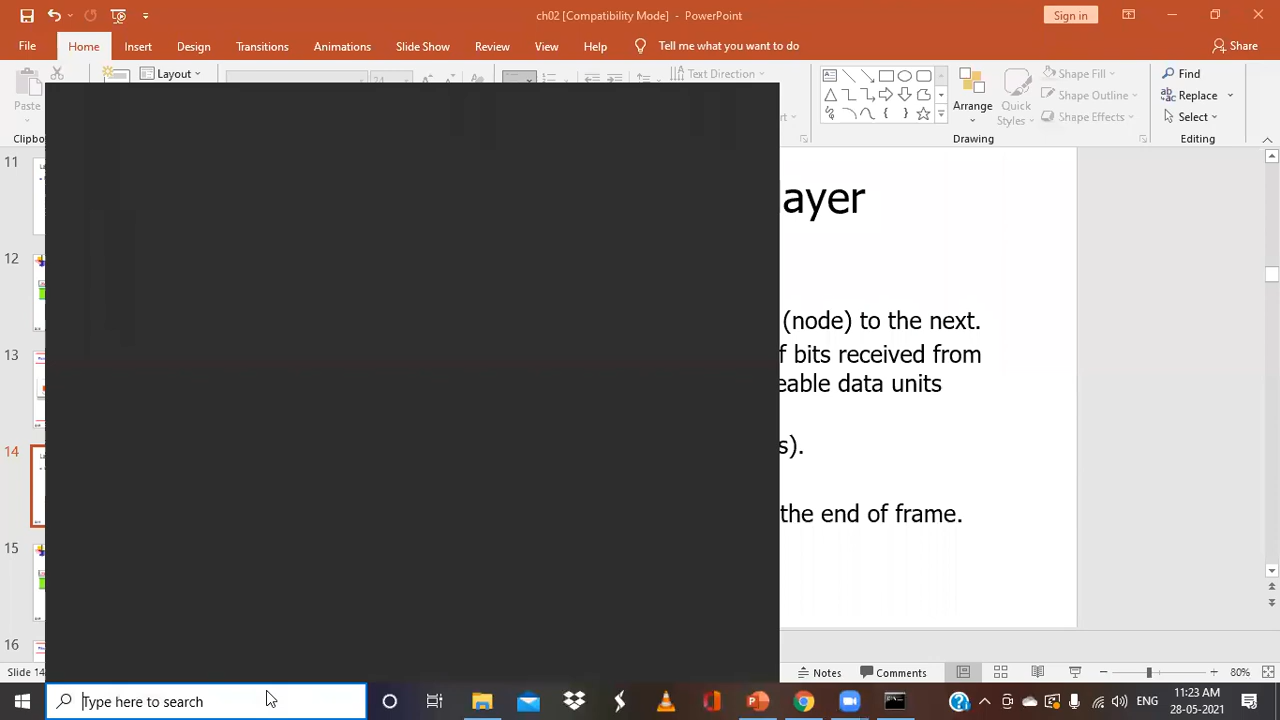 ch02 [Compatibility Mode] - PowerPoint
Sign in
File Home Insert Design Transitions Animations Slide Show Review View Help Tell me what you want to do Share
Paste
Layout
24
Text Direction
Arrange
Quick Styles
Shape Fill
Shape Outline
Shape Effects
Find
Replace
Select
Drawing
Editing
11
12
13
14
15
16
layer
(node) to the next.
f bits received from
eable data units
s).
the end of frame.
Slide 14
Notes
Comments
80%
Type here to search
ENG
11:23 AM
28-05-2021